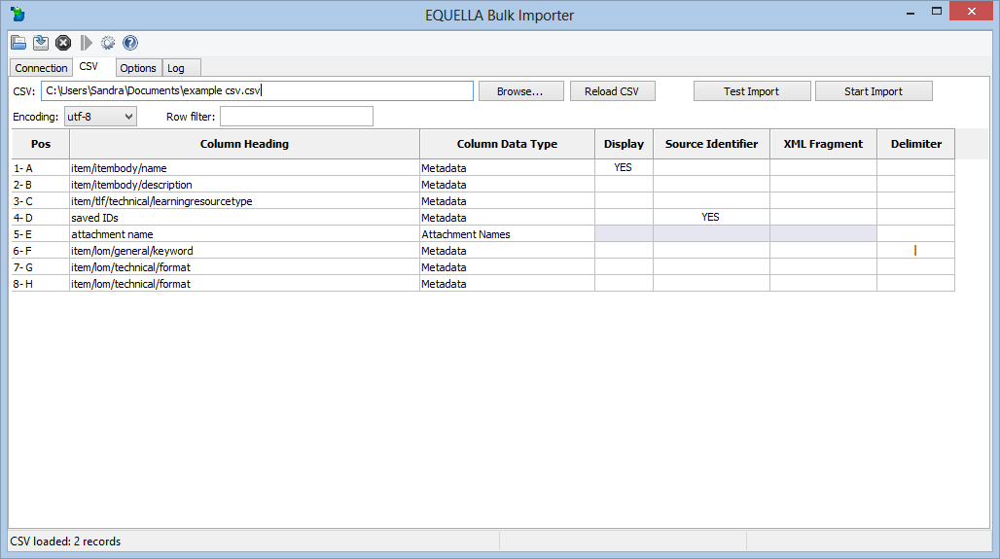 EQUELLA Bulk Importer
Connection CSV Options Log
CSV: C:\Users\Sandra\Documents\example csv.csv Browse... Reload CSV Test Import Start Import
Encoding: utf-8 Row filter:
Pos Column Heading Column Data Type Display Source Identifier XML Fragment Delimiter
1- A item/itembody/name Metadata YES
2- B item/itembody/description Metadata
3- C item/tlf/technical/learningresourcetype Metadata
4- D saved IDs Metadata YES
5- E attachment name Attachment Names
6- F item/lom/general/keyword Metadata |
7- G item/lom/technical/format Metadata
8- H item/lom/technical/format Metadata
CSV loaded: 2 records